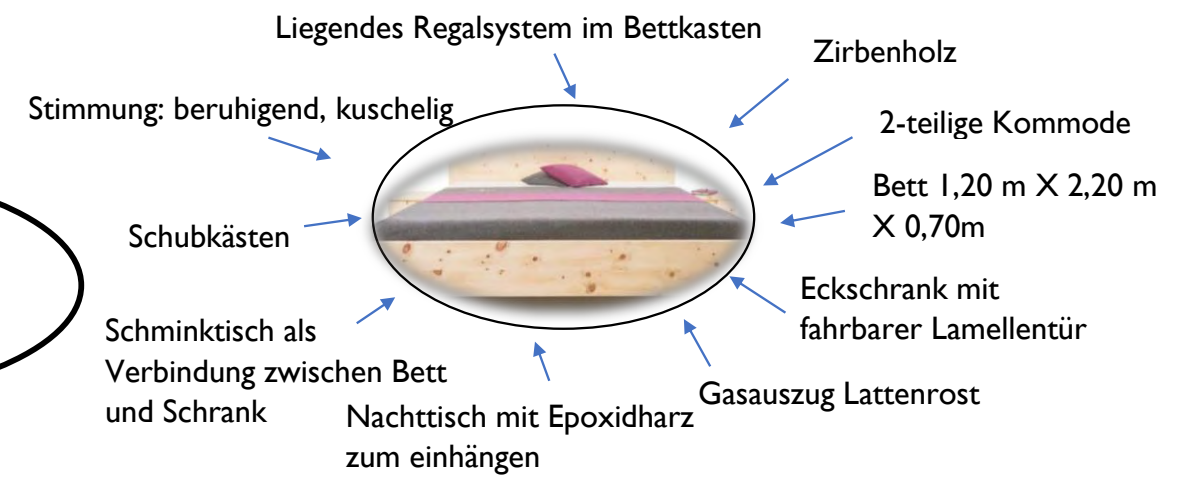 Liegendes Regalsystem im Bettkasten
Zirbenholz
Stimmung: beruhigend, kuschelig
2-teilige Kommode
Bett 1,20 m X 2,20 m
X 0,70m
Schubkästen
Eckschrank mit
fahrbarer Lamellentür
Schminktisch als
Verbindung zwischen Bett
und Schrank
Gasauszug Lattenrost
Nachttisch mit Epoxidharz
zum einhängen